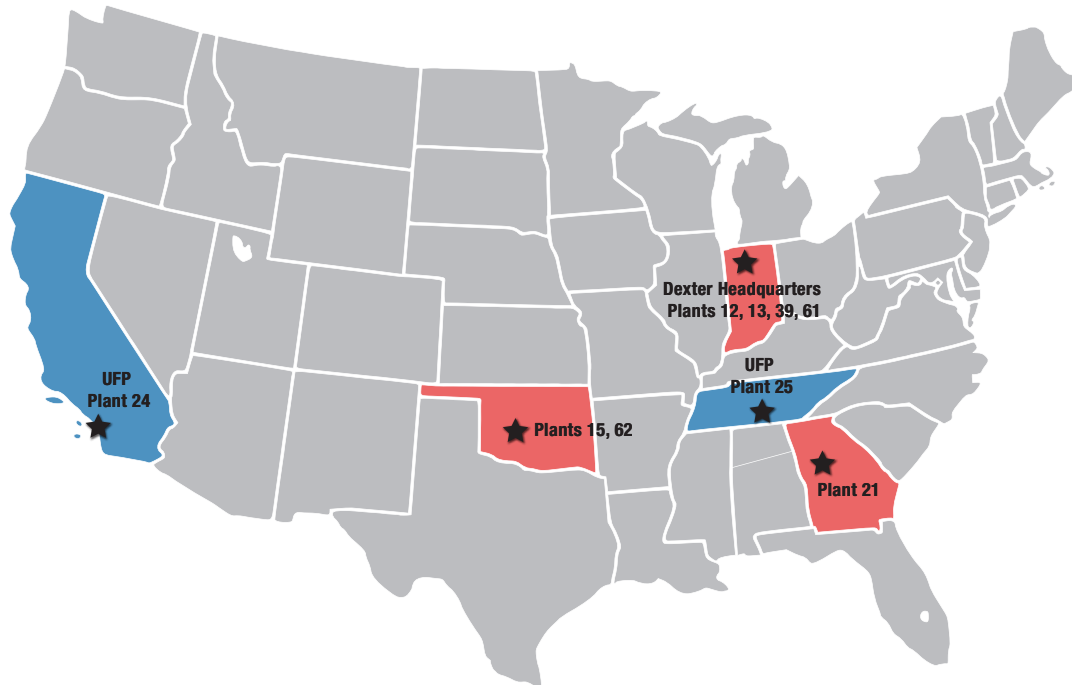 Dexter Headquarters
Plants 12, 13, 39, 61
UFP
Plant 25
UFP
Plant 24
Plants 15, 62
Plant 21